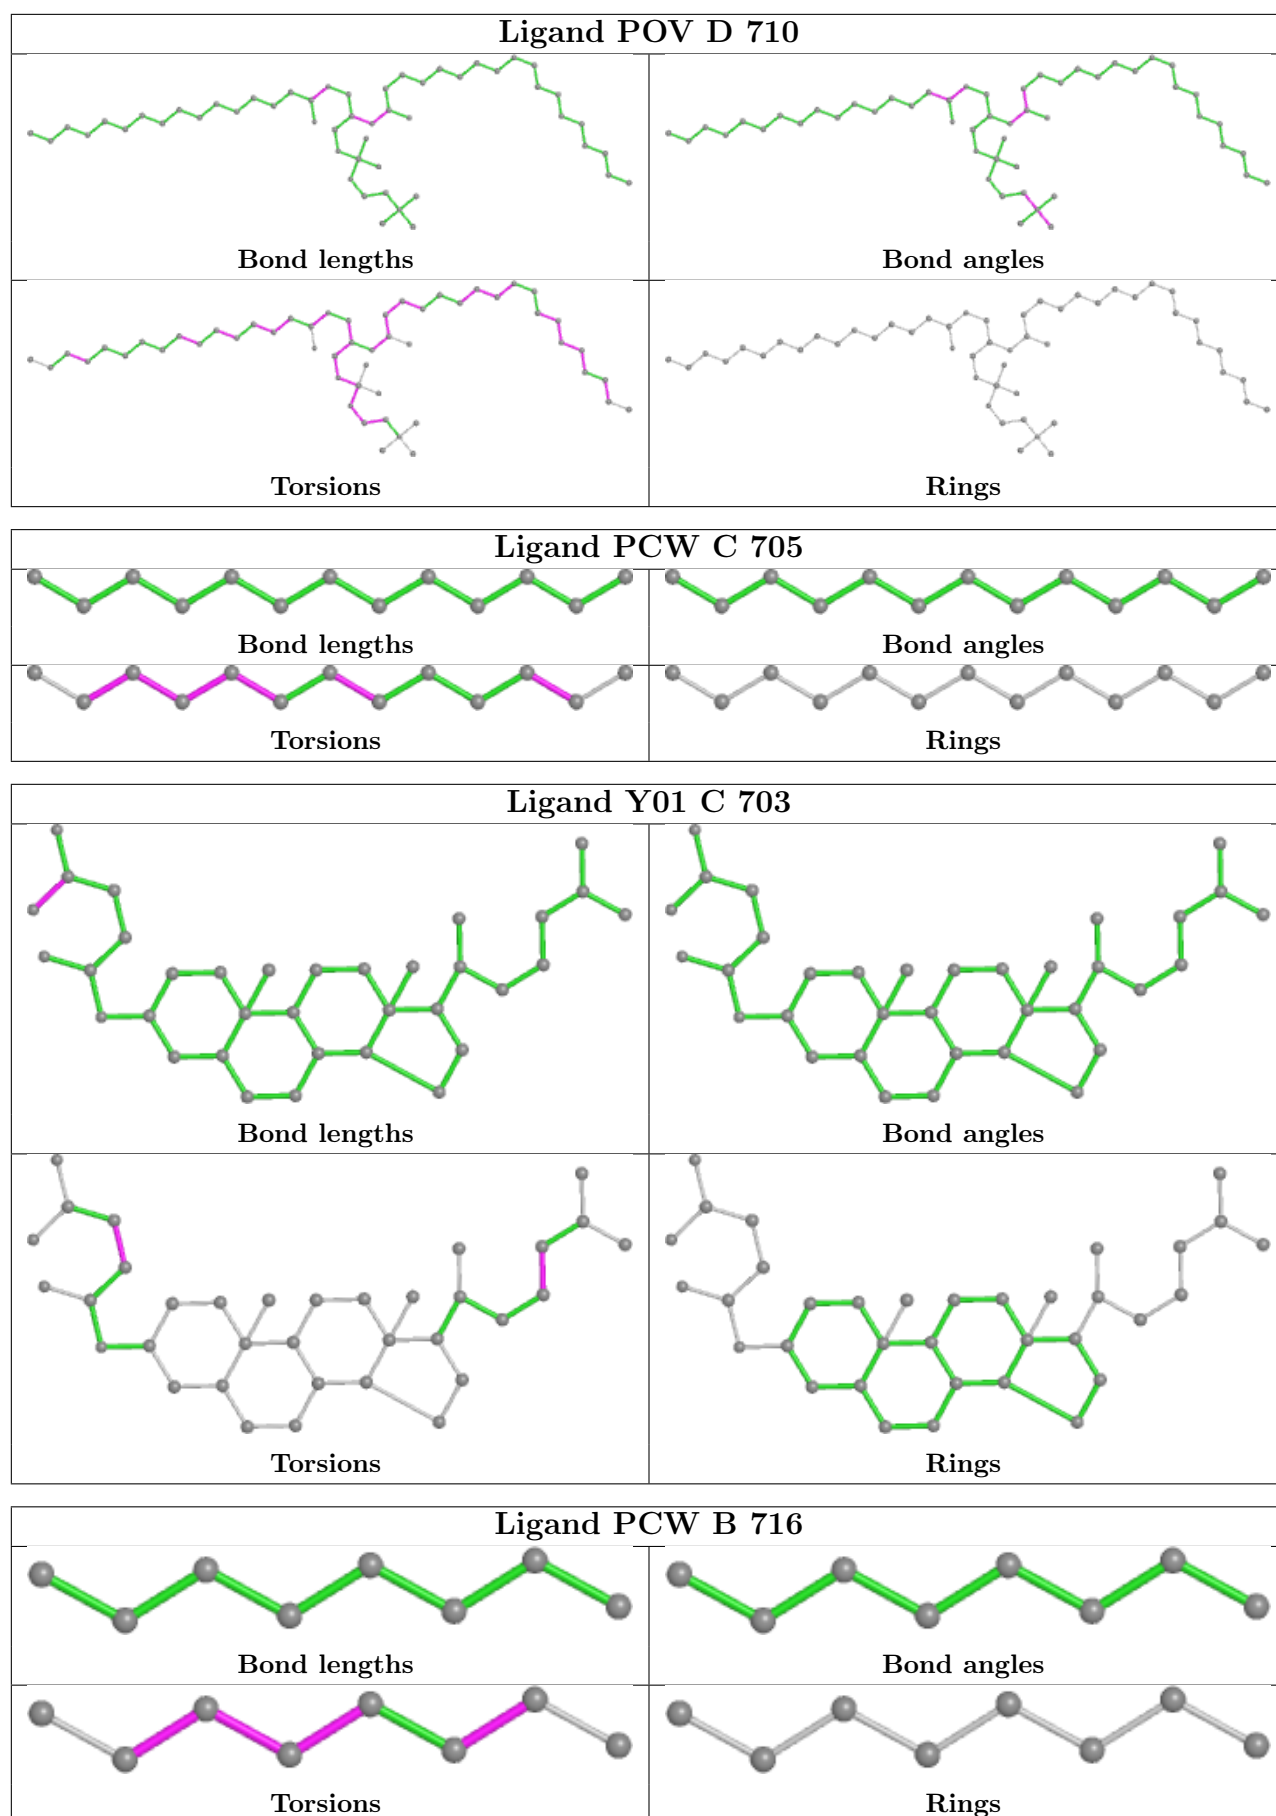 Ligand POV D 710
Bond lengths
Bond angles
Torsions
Rings
Ligand PCW C 705
Bond lengths
Bond angles
Torsions
Rings
Ligand Y01 C 703
Bond lengths
Bond angles
Torsions
Rings
Ligand PCW B 716
Bond lengths
Bond angles
Torsions
Rings